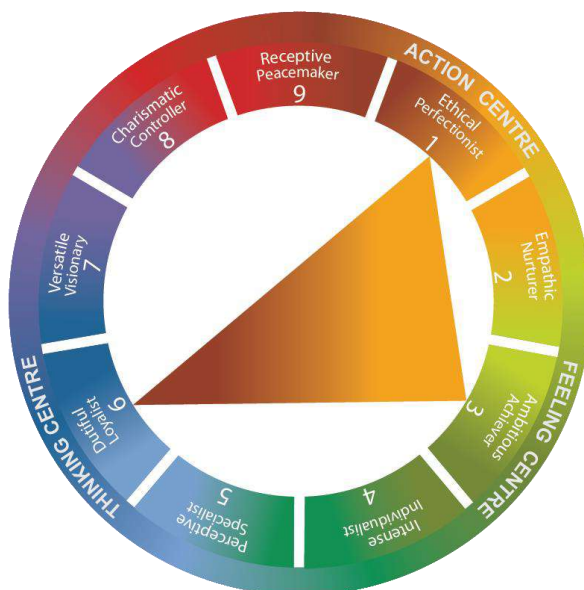 ACTION CENTRE
FEELING CENTRE
THINKING CENTRE
Receptive
Peacemaker
9
Ethical
Perfectionist
1
Empathic
Nurturer
2
Ambitious
Achiever
3
Intense
Individualist
4
Perceptive
Specialist
5
Dutiful
Loyalist
6
Versatile
Visionary
7
Charismatic
Controller
8